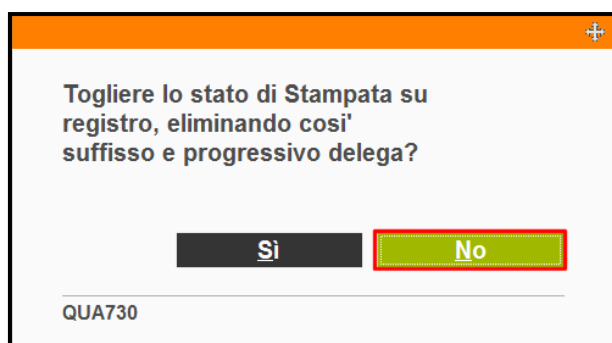 Togliere lo stato di Stampata su
registro, eliminando cosi'
suffisso e progressivo delega?
Sì
No
QUA730